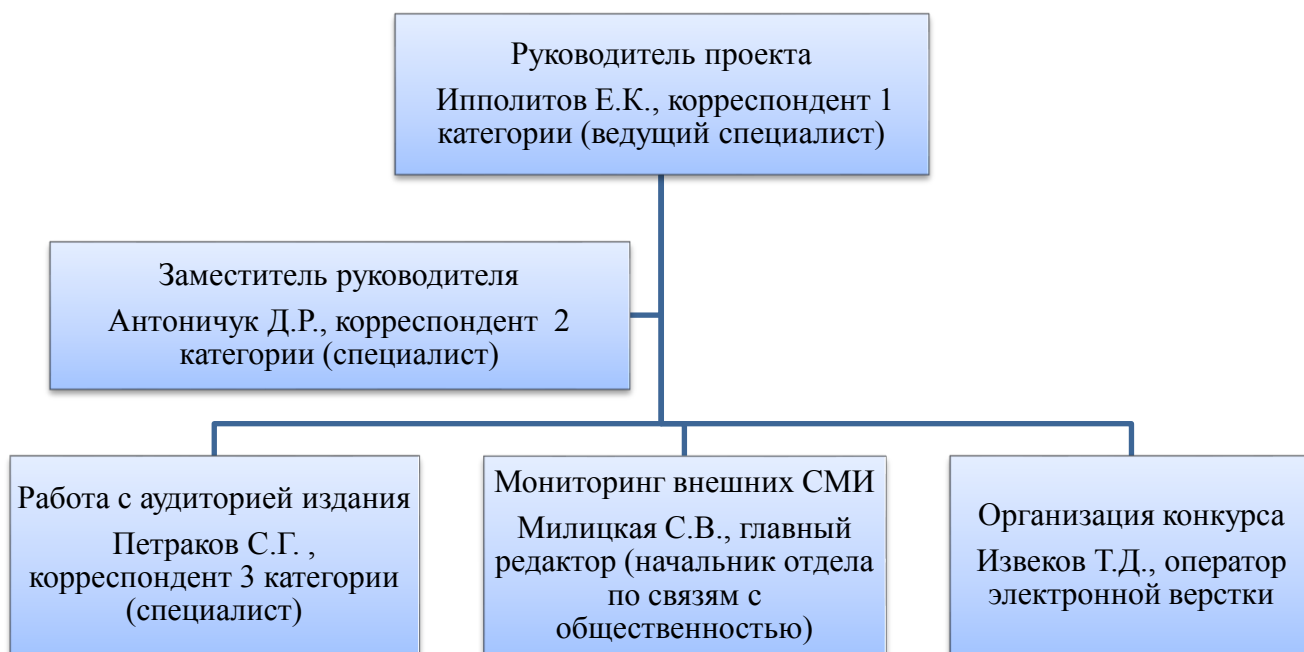 Руководитель проекта
Ипполитов Е.К., корреспондент 1
категории (ведущий специалист)
Заместитель руководителя
Антоничук Д.Р., корреспондент  2
категории (специалист)
Работа с аудиторией издания
Петраков С.Г. ,
корреспондент 3 категории
(специалист)
Мониторинг внешних СМИ
Милицкая С.В., главный
редактор (начальник отдела
по связям с
общественностью)
Организация конкурса
Извеков Т.Д., оператор
электронной верстки